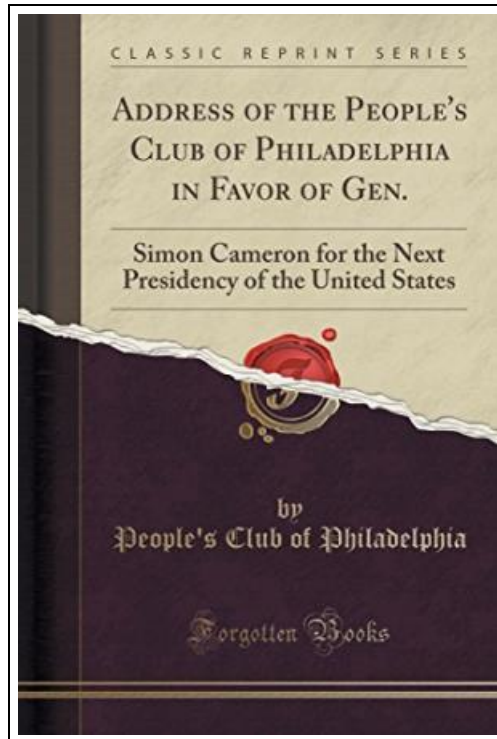 CLASSIC REPRINT SERIES
ADDRESS OF THE PEOPLE'S
CLUB OF PHILADELPHIA
IN FAVOR OF GEN.
Simon Cameron for the Next
Presidency of the United States
by
People's Club of Philadelphia
Forgotten Books